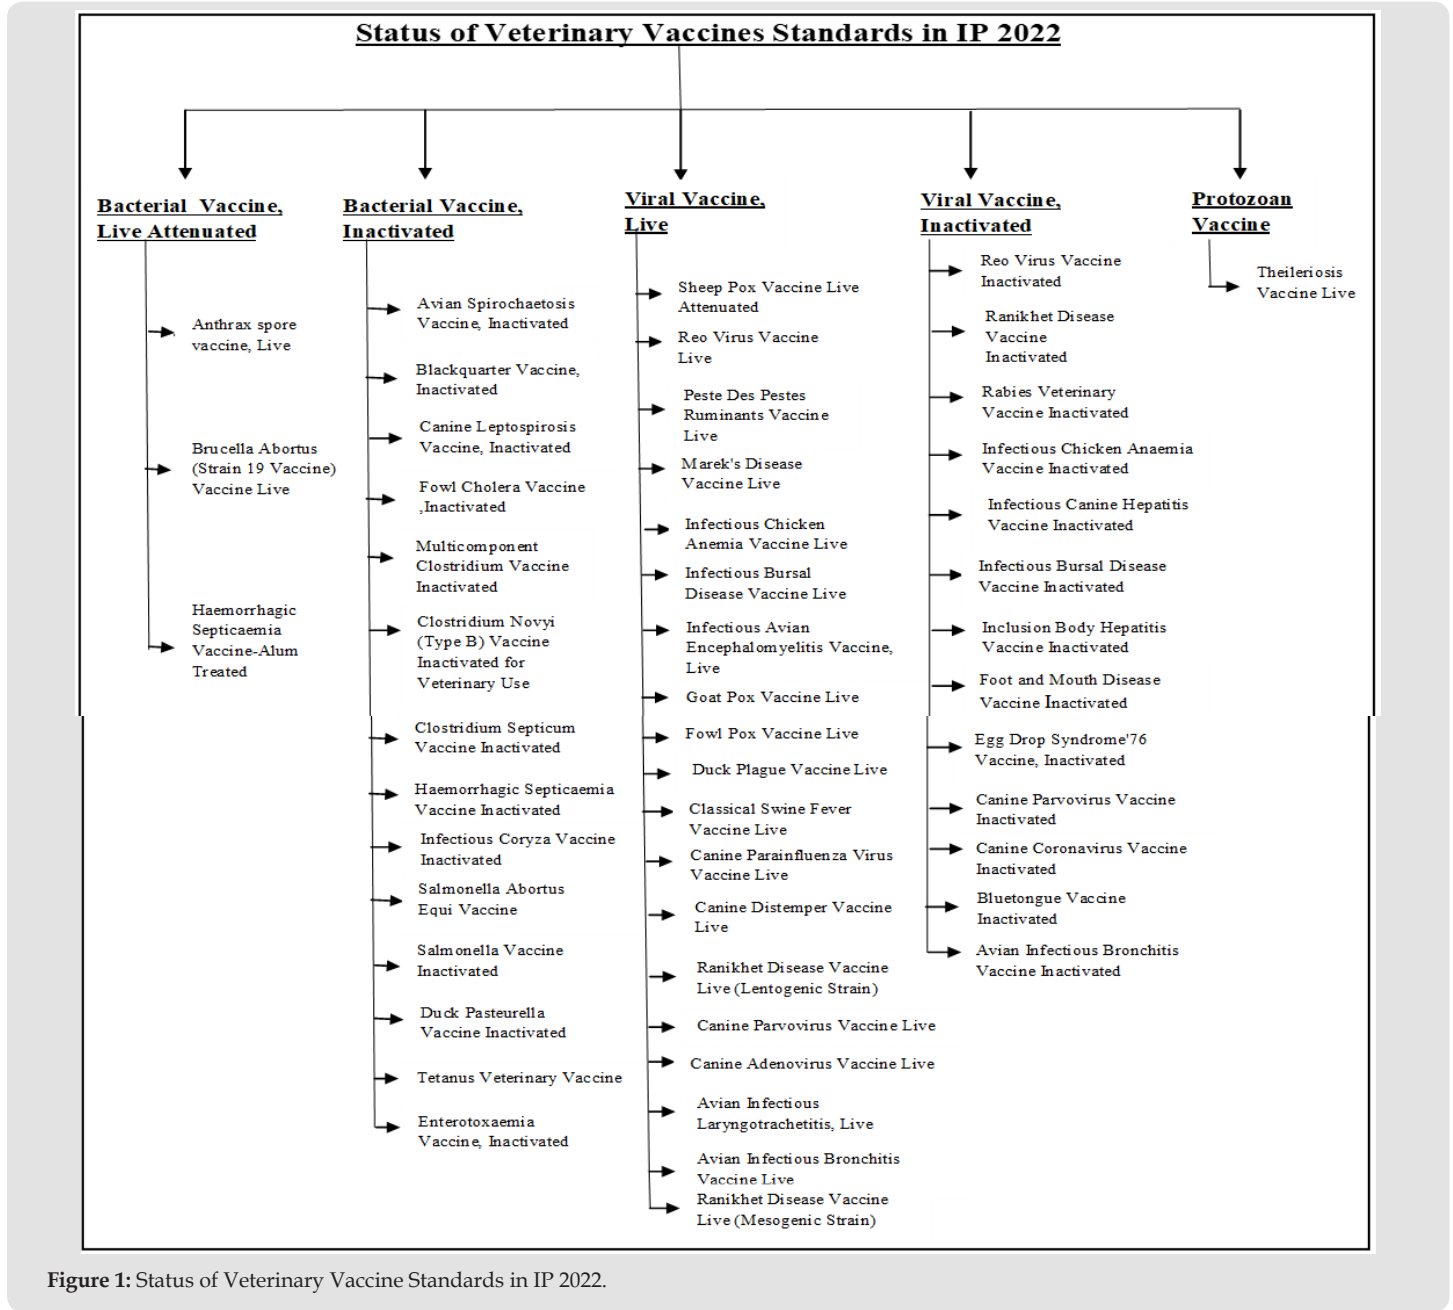 Status of Veterinary Vaccines Standards in IP 2022
Bacterial Vaccine,
Live Attenuated
Anthrax spore
vaccine, Live
Brucella Abortus
(Strain 19 Vaccine)
Vaccine Live
Haemorrhagic
Septicaemia
Vaccine-Alum
Treated
Bacterial Vaccine,
Inactivated
Avian Spirochaetosis
Vaccine, Inactivated
Blackquarter Vaccine,
Inactivated
Canine Leptospirosis
Vaccine, Inactivated
Fowl Cholera Vaccine
,Inactivated
Multicomponent
Clostridium Vaccine
Inactivated
Clostridium Novyi
(Type B) Vaccine
Inactivated for
Veterinary Use
Clostridium Septicum
Vaccine Inactivated
Haemorrhagic Septicaemia
Vaccine Inactivated
Infectious Coryza Vaccine
Inactivated
Salmonella Abortus
Equi Vaccine
Salmonella Vaccine
Inactivated
Duck Pasteurella
Vaccine Inactivated
Tetanus Veterinary Vaccine
Enterotoxaemia
Vaccine, Inactivated
Viral Vaccine,
Live
Sheep Pox Vaccine Live
Attenuated
Reo Virus Vaccine
Live
Peste Des Pestes
Ruminants Vaccine
Live
Marek's Disease
Vaccine Live
Infectious Chicken
Anemia Vaccine Live
Infectious Bursal
Disease Vaccine Live
Infectious Avian
Encephalomyelitis Vaccine,
Live
Goat Pox Vaccine Live
Fowl Pox Vaccine Live
Duck Plague Vaccine Live
Classical Swine Fever
Vaccine Live
Canine Parainfluenza Virus
Vaccine Live
Canine Distemper Vaccine
Live
Ranikhet Disease Vaccine
Live (Lentogenic Strain)
Canine Parvovirus Vaccine Live
Canine Adenovirus Vaccine Live
Avian Infectious
Laryngotrachetitis, Live
Avian Infectious Bronchitis
Vaccine Live
Ranikhet Disease Vaccine
Live (Mesogenic Strain)
Viral Vaccine,
Inactivated
Reo Virus Vaccine
Inactivated
Ranikhet Disease
Vaccine
Inactivated
Rabies Veterinary
Vaccine Inactivated
Infectious Chicken Anaemia
Vaccine Inactivated
Infectious Canine Hepatitis
Vaccine Inactivated
Infectious Bursal Disease
Vaccine Inactivated
Inclusion Body Hepatitis
Vaccine Inactivated
Foot and Mouth Disease
Vaccine Inactivated
Egg Drop Syndrome'76
Vaccine, Inactivated
Canine Parvovirus Vaccine
Inactivated
Canine Coronavirus Vaccine
Inactivated
Bluetongue Vaccine
Inactivated
Avian Infectious Bronchitis
Vaccine Inactivated
Protozoan
Vaccine
Theileriosis
Vaccine Live
Figure 1: Status of Veterinary Vaccine Standards in IP 2022.